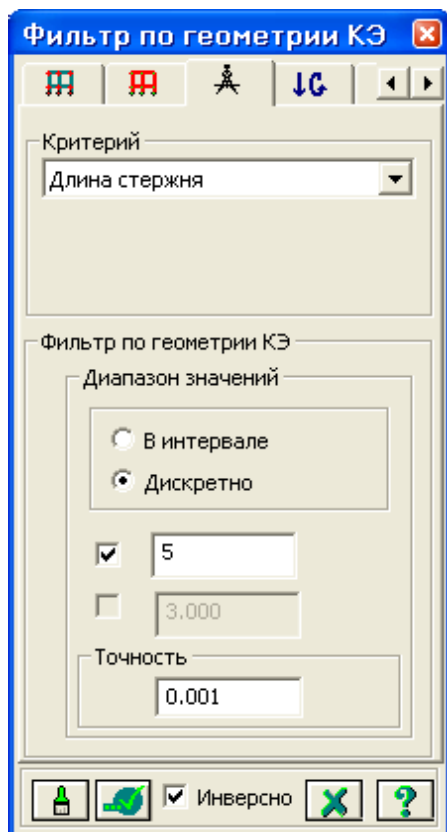 Фильтр по геометрии КЭ
Критерий
Длина стержня
Фильтр по геометрии КЭ
Диапазон значений
В интервале
Дискретно
5
3.000
Точность
0.001
Инверсно
?